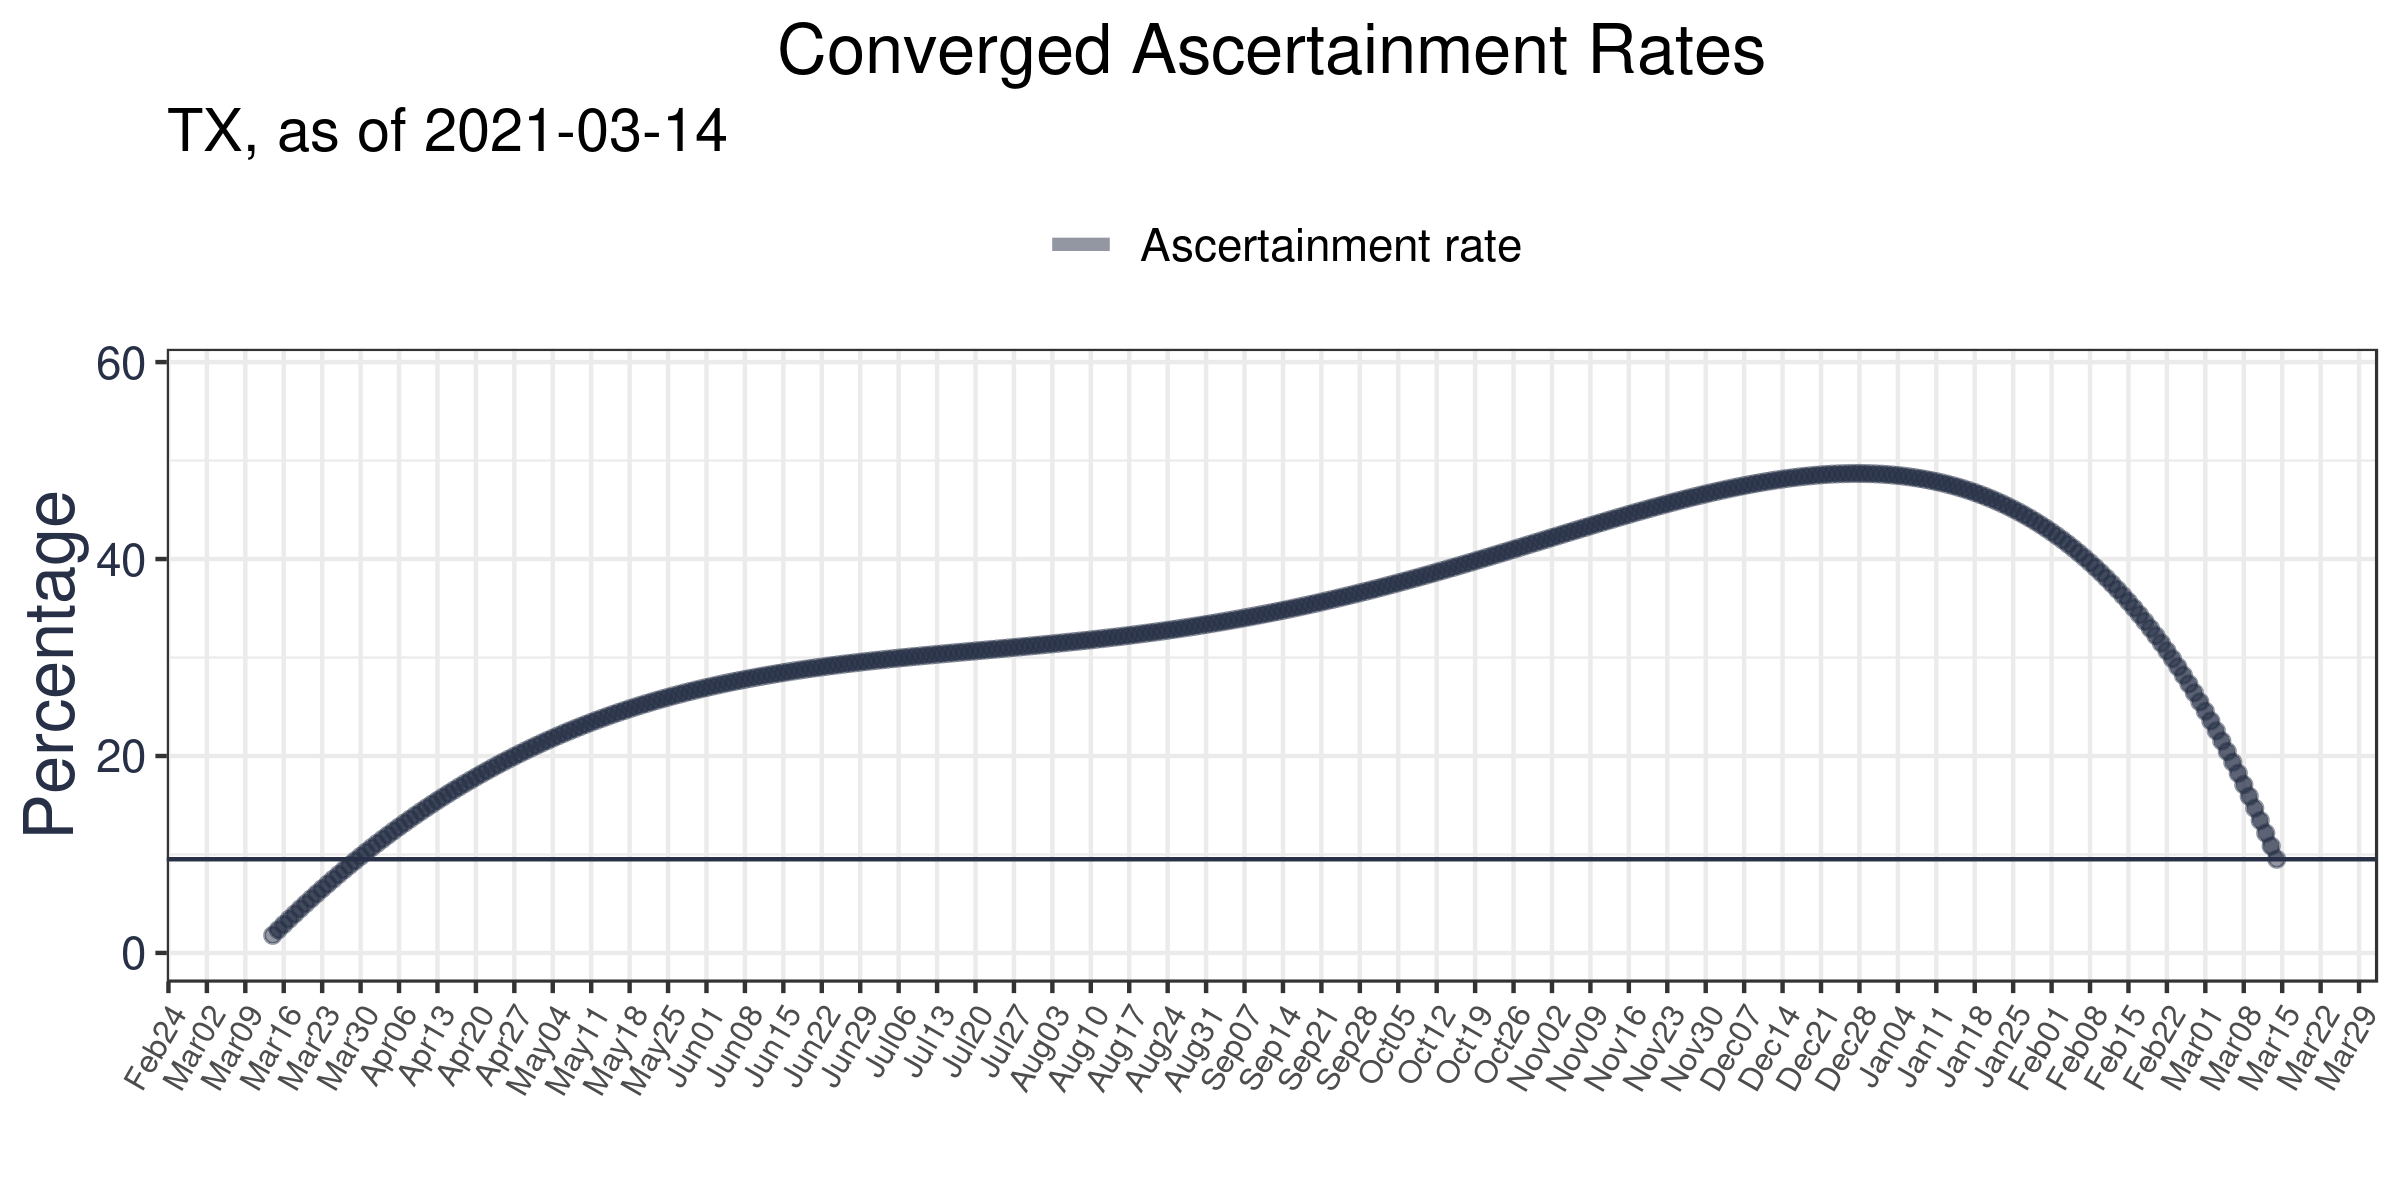 Converged Ascertainment Rates
TX, as of 2021-03-14
Ascertainment rate
Percentage
60
40
20
0
Feb24
Mar02
Mar09
Mar16
Mar23
Mar30
Apr06
Apr13
Apr20
Apr27
May04
May11
May18
May25
Jun01
Jun08
Jun15
Jun22
Jun29
Jul06
Jul13
Jul20
Jul27
Aug03
Aug10
Aug17
Aug24
Aug31
Sep07
Sep14
Sep21
Sep28
Oct05
Oct12
Oct19
Oct26
Nov02
Nov09
Nov16
Nov23
Nov30
Dec07
Dec14
Dec21
Dec28
Jan04
Jan11
Jan18
Jan25
Feb01
Feb08
Feb15
Feb22
Mar01
Mar08
Mar15
Mar22
Mar29